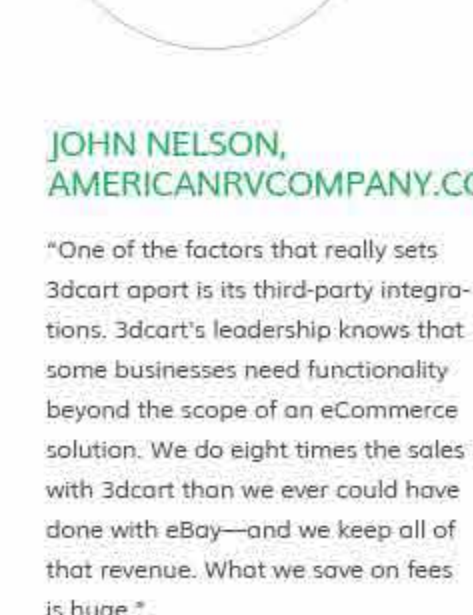 JOHN NELSON,
AMERICANRVCOMPANY.CO
“One of the factors that really sets
3dcart apart is its third-party integra-
tions. 3dcart's leadership knows that
some businesses need functionality
beyond the scope of an eCommerce
solution. We do eight times the sales
with 3dcart than we ever could have
done with eBay—and we keep all of
that revenue. What we save on fees
is huge.”